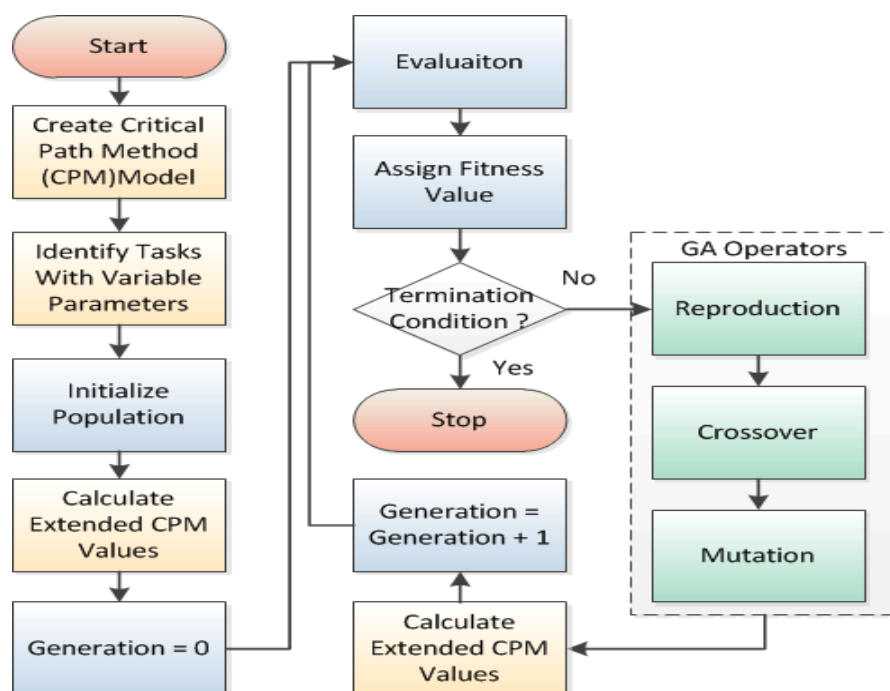 Start
Create Critical
Path Method
(CPM)Model
Identify Tasks
With Variable
Parameters
Initialize
Population
Calculate
Extended CPM
Values
Generation = 0
Evaluaiton
Assign Fitness
Value
Termination
Condition ?
No
Yes
Stop
GA Operators
Reproduction
Crossover
Mutation
Calculate
Extended CPM
Values
Generation =
Generation + 1